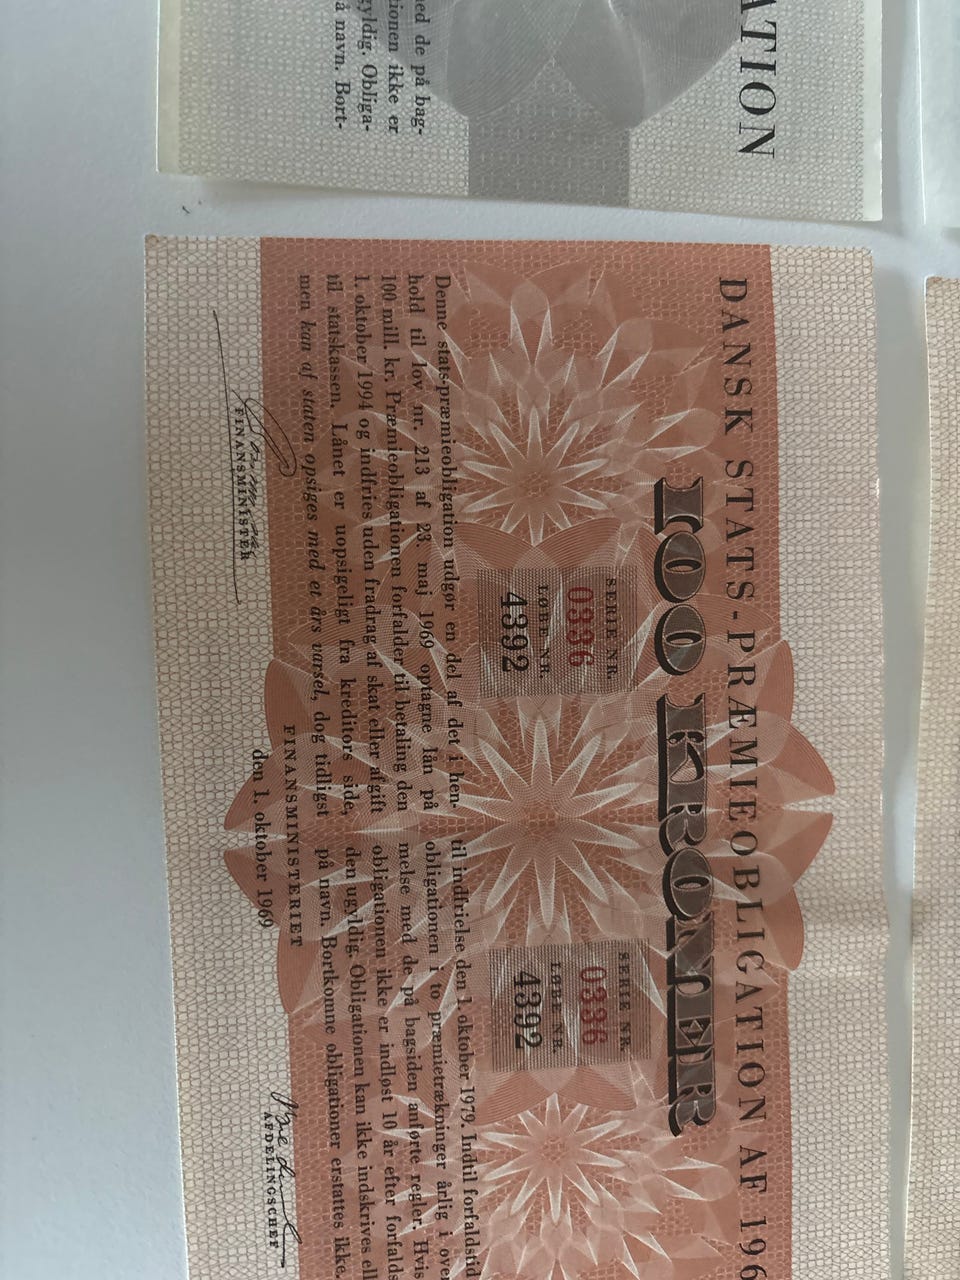 ATION
ed de på bag-
tionen ikke er
gyldig. Obliga-
å navn. Bort-
DANSK STATS-PRÆMIEOBLIGATION AF 196
100 KRONER
SERIE NR.
0336
LØBE NR.
4392
SERIE NR.
0336
LØBE NR.
4392
Denne stats-præmieobligation udgør en del af det i hen-
hold til lov nr. 213 af 23. maj 1969 optagne lån på
100 mill. kr. Præmieobligationen forfalder til betaling den
1. oktober 1994 og indfries uden fradrag af skat eller afgift
til statskassen. Lånet er uopsigeligt fra kreditors side,
men kan af staten opsiges med et års varsel, dog tidligst
til indfrielse den 1. oktober 1979. Indtil forfaldstid
obligationen i to præmietrækninger årlig i over
melse med de på bagsiden anførte regler. Hvis
obligationen ikke er indløst 10 år efter forfalds
den ugyldig. Obligationen kan ikke indskrives ell
på navn. Bortkomne obligationer erstattes ikke.
FINANSMINISTERIET
den 1. oktober 1969
FINANSMINISTER
AFDELINGSCHEF